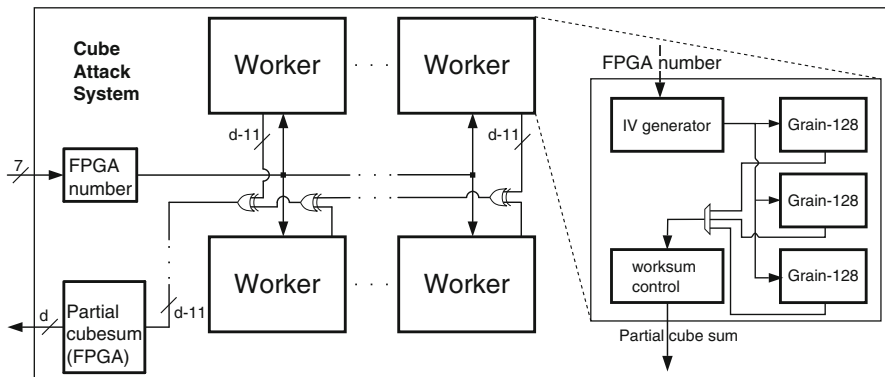 Cube
Attack
System
Worker
Worker
d-11
d-11
7
FPGA
number
Worker
Worker
d
Partial
cubesum
(FPGA)
d-11
FPGA number
IV generator
Grain-128
Grain-128
worksum
control
Grain-128
Partial cube sum